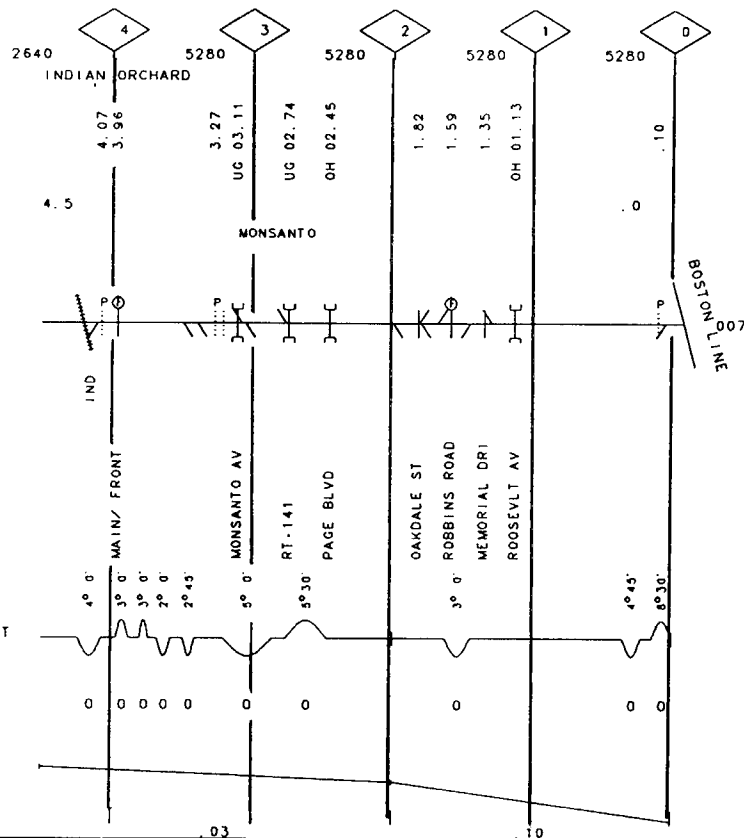 4 3 2 1 0
2640 5280 5280 5280 5280
INDIAN ORCHARD
4.07
3.96
3.27
UG 03.11
UG 02.74
OH 02.45
1.82
1.59
1.35
OH 01.13
.10
4.5
.0
MONSANTO
P F P F P
BOSTON LINE
007
IND
MAIN/ FRONT
MONSANTO AV
RT-141
PAGE BLVD
OAKDALE ST
ROBBINS ROAD
MEMORIAL DRI
ROOSEVLT AV
4° 0'
3° 0'
3° 0'
2° 0'
2° 45'
5° 0'
5° 30'
3° 0'
4° 45'
8° 30'
T
0 0 0 0 0 0 0 0 0 0
.03 .10